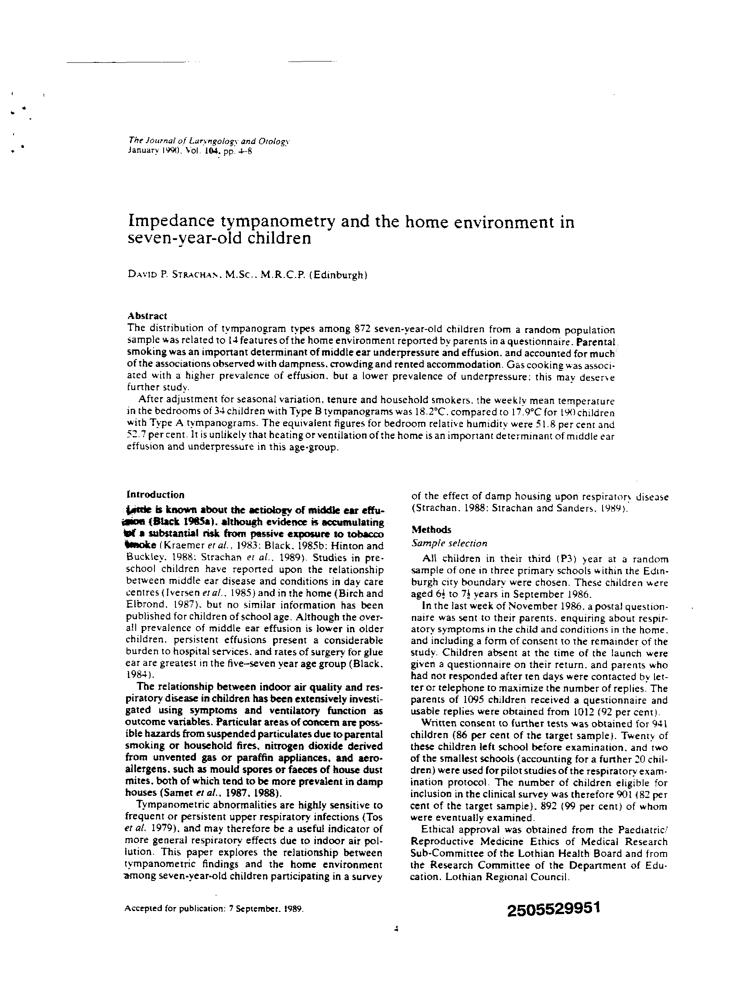 The Journal of Laryngology and Otology
January 1990, Vol. 104, pp. 4–8
Impedance tympanometry and the home environment in
seven-year-old children
DAVID P. STRACHAN, M.Sc., M.R.C.P. (Edinburgh)
Abstract
The distribution of tympanogram types among 872 seven-year-old children from a random population
sample was related to 14 features of the home environment reported by parents in a questionnaire. Parental
smoking was an important determinant of middle ear underpressure and effusion, and accounted for much
of the associations observed with dampness, crowding and rented accommodation. Gas cooking was associ-
ated with a higher prevalence of effusion, but a lower prevalence of underpressure; this may deserve
further study.
After adjustment for seasonal variation, tenure and household smokers, the weekly mean temperature
in the bedrooms of 34 children with Type B tympanograms was 18.2°C, compared to 17.9°C for 190 children
with Type A tympanograms. The equivalent figures for bedroom relative humidity were 51.8 per cent and
52.7 per cent. It is unlikely that heating or ventilation of the home is an important determinant of middle ear
effusion and underpressure in this age-group.
Introduction
Little is known about the aetiology of middle ear effu-
sion (Black 1985a), although evidence is accumulating
of a substantial risk from passive exposure to tobacco
smoke (Kraemer et al., 1983; Black, 1985b; Hinton and
Buckley, 1988; Strachan et al., 1989). Studies in pre-
school children have reported upon the relationship
between middle ear disease and conditions in day care
centres (Iversen et al., 1985) and in the home (Birch and
Elbrond, 1987), but no similar information has been
published for children of school age. Although the over-
all prevalence of middle ear effusion is lower in older
children, persistent effusions present a considerable
burden to hospital services, and rates of surgery for glue
ear are greatest in the five–seven year age group (Black,
1984).
The relationship between indoor air quality and res-
piratory disease in children has been extensively investi-
gated using symptoms and ventilatory function as
outcome variables. Particular areas of concern are poss-
ible hazards from suspended particulates due to parental
smoking or household fires, nitrogen dioxide derived
from unvented gas or paraffin appliances, and aero-
allergens, such as mould spores or faeces of house dust
mites, both of which tend to be more prevalent in damp
houses (Samet et al., 1987, 1988).
Tympanometric abnormalities are highly sensitive to
frequent or persistent upper respiratory infections (Tos
et al. 1979), and may therefore be a useful indicator of
more general respiratory effects due to indoor air pol-
lution. This paper explores the relationship between
tympanometric findings and the home environment
among seven-year-old children participating in a survey
of the effect of damp housing upon respiratory disease
(Strachan, 1988; Strachan and Sanders, 1989).
Methods
Sample selection
All children in their third (P3) year at a random
sample of one in three primary schools within the Edin-
burgh city boundary were chosen. These children were
aged 6½ to 7½ years in September 1986.
In the last week of November 1986, a postal question-
naire was sent to their parents, enquiring about respir-
atory symptoms in the child and conditions in the home,
and including a form of consent to the remainder of the
study. Children absent at the time of the launch were
given a questionnaire on their return, and parents who
had not responded after ten days were contacted by let-
ter or telephone to maximize the number of replies. The
parents of 1095 children received a questionnaire and
usable replies were obtained from 1012 (92 per cent).
Written consent to further tests was obtained for 941
children (86 per cent of the target sample). Twenty of
these children left school before examination, and two
of the smallest schools (accounting for a further 20 chil-
dren) were used for pilot studies of the respiratory exam-
ination protocol. The number of children eligible for
inclusion in the clinical survey was therefore 901 (82 per
cent of the target sample), 892 (99 per cent) of whom
were eventually examined.
Ethical approval was obtained from the Paediatric/
Reproductive Medicine Ethics of Medical Research
Sub-Committee of the Lothian Health Board and from
the Research Committee of the Department of Edu-
cation, Lothian Regional Council.
Accepted for publication: 7 September, 1989.
2505529951
4